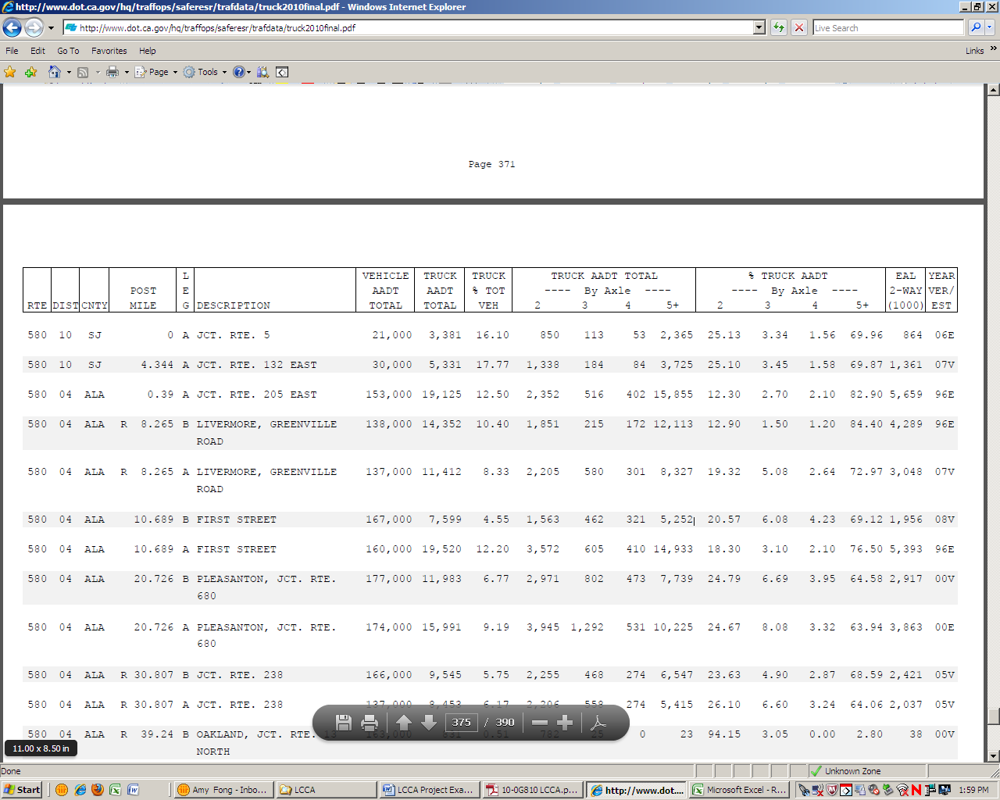 http://www.dot.ca.gov/hq/traffops/saferesr/trafdata/truck2010final.pdf - Windows Internet Explorer
http://www.dot.ca.gov/hq/traffops/saferesr/trafdata/truck2010final.pdf Live Search
File Edit Go To Favorites Help Links »
Page Tools
Page 371
L VEHICLE TRUCK TRUCK TRUCK AADT TOTAL % TRUCK AADT EAL YEAR
POST E AADT AADT % TOT ---- By Axle ---- ---- By Axle ---- 2-WAY VER/
RTE DIST CNTY MILE G DESCRIPTION TOTAL TOTAL VEH 2 3 4 5+ 2 3 4 5+ (1000) EST
580 10 SJ 0 A JCT. RTE. 5 21,000 3,381 16.10 850 113 53 2,365 25.13 3.34 1.56 69.96 864 06E
580 10 SJ 4.344 A JCT. RTE. 132 EAST 30,000 5,331 17.77 1,338 184 84 3,725 25.10 3.45 1.58 69.87 1,361 07V
580 04 ALA 0.39 A JCT. RTE. 205 EAST 153,000 19,125 12.50 2,352 516 402 15,855 12.30 2.70 2.10 82.90 5,659 96E
580 04 ALA R 8.265 B LIVERMORE, GREENVILLE 138,000 14,352 10.40 1,851 215 172 12,113 12.90 1.50 1.20 84.40 4,289 96E
ROAD
580 04 ALA R 8.265 A LIVERMORE, GREENVILLE 137,000 11,412 8.33 2,205 580 301 8,327 19.32 5.08 2.64 72.97 3,048 07V
ROAD
580 04 ALA 10.689 B FIRST STREET 167,000 7,599 4.55 1,563 462 321 5,252 20.57 6.08 4.23 69.12 1,956 08V
580 04 ALA 10.689 A FIRST STREET 160,000 19,520 12.20 3,572 605 410 14,933 18.30 3.10 2.10 76.50 5,393 96E
580 04 ALA 20.726 B PLEASANTON, JCT. RTE. 177,000 11,983 6.77 2,971 802 473 7,739 24.79 6.69 3.95 64.58 2,917 00V
680
580 04 ALA 20.726 A PLEASANTON, JCT. RTE. 174,000 15,991 9.19 3,945 1,292 531 10,225 24.67 8.08 3.32 63.94 3,863 00E
680
580 04 ALA R 30.807 B JCT. RTE. 238 166,000 9,545 5.75 2,255 468 274 6,547 23.63 4.90 2.87 68.59 2,421 05V
580 04 ALA R 30.807 A JCT. RTE. 238 137,000 8,453 6.17 2,206 558 274 5,415 26.10 6.60 3.24 64.06 2,037 05V
375 / 390
580 04 ALA R 39.24 B OAKLAND, JCT. RTE. 13 0 23 94.15 3.05 0.00 2.80 38 00V
NORTH
11.00 x 8.50 in
Done Unknown Zone
Start Amy Fong - Inbo... LCCA LCCA Project Exa... 10-0G810 LCCA.p... http://www.dot.... Microsoft Excel - R... 1:59 PM